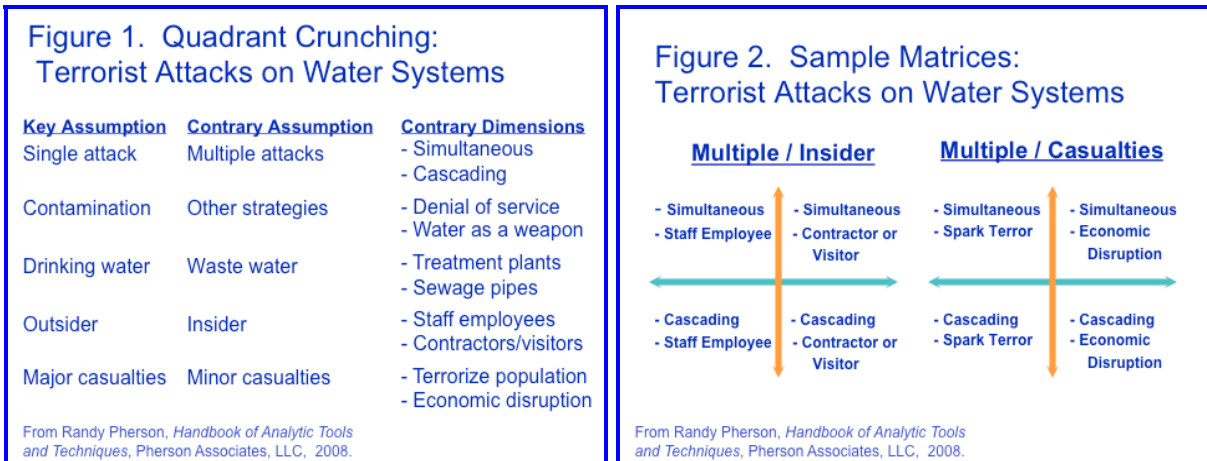 Figure 1. Quadrant Crunching:
Terrorist Attacks on Water Systems
Key Assumption Contrary Assumption Contrary Dimensions
Single attack Multiple attacks - Simultaneous
- Cascading
Contamination Other strategies - Denial of service
- Water as a weapon
Drinking water Waste water - Treatment plants
- Sewage pipes
Outsider Insider - Staff employees
- Contractors/visitors
Major casualties Minor casualties - Terrorize population
- Economic disruption
From Randy Pherson, Handbook of Analytic Tools
and Techniques, Pherson Associates, LLC, 2008.
Figure 2. Sample Matrices:
Terrorist Attacks on Water Systems
Multiple / Insider
- Simultaneous
- Staff Employee
- Simultaneous
- Contractor or
Visitor
- Cascading
- Staff Employee
- Cascading
- Contractor or
Visitor
Multiple / Casualties
- Simultaneous
- Spark Terror
- Simultaneous
- Economic
Disruption
- Cascading
- Spark Terror
- Cascading
- Economic
Disruption
From Randy Pherson, Handbook of Analytic Tools
and Techniques, Pherson Associates, LLC, 2008.